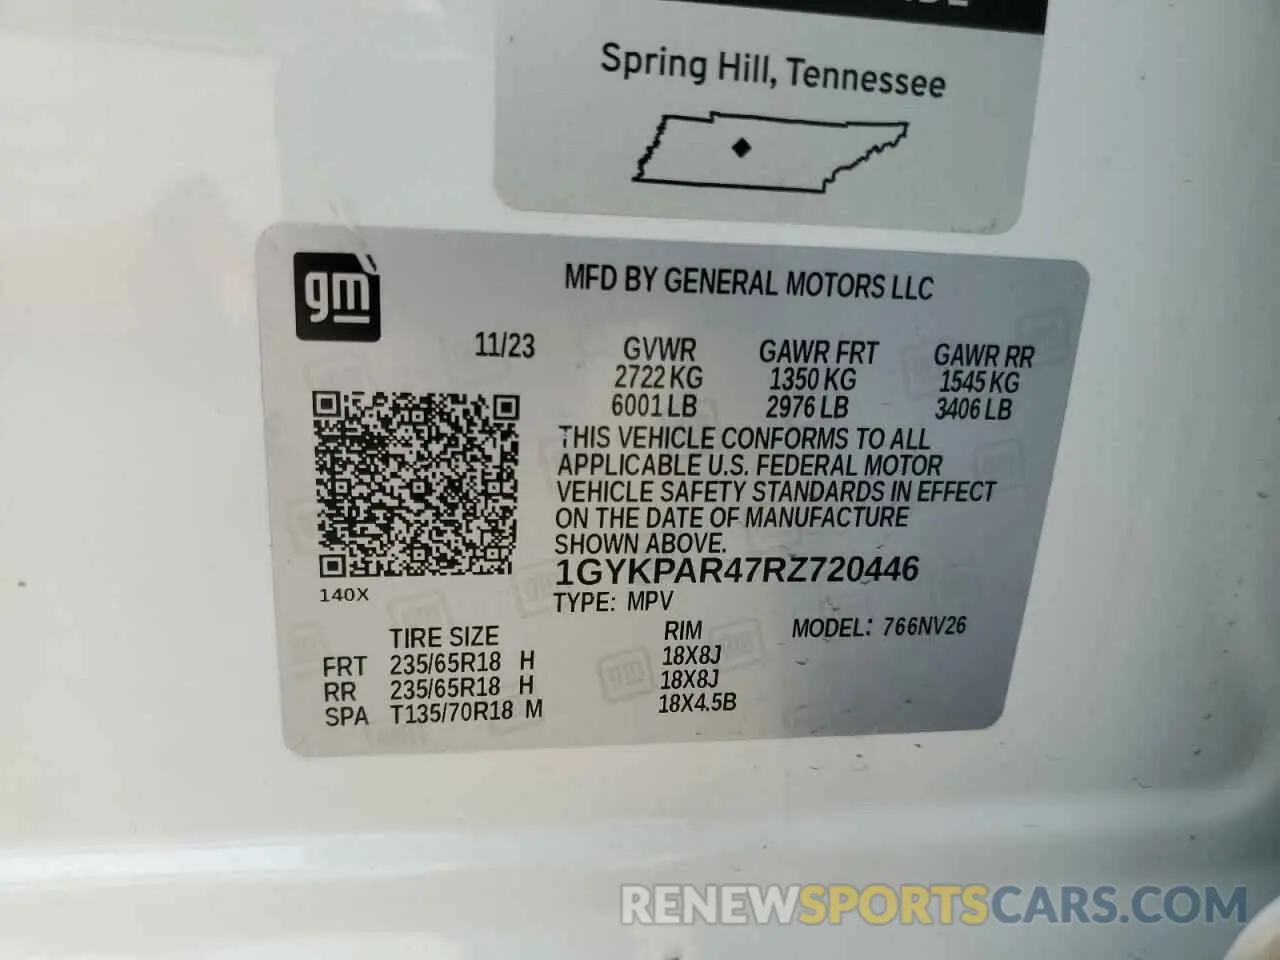 Spring Hill, Tennessee
gm
MFD BY GENERAL MOTORS LLC
11/23
GVWR GAWR FRT GAWR RR
2722 KG 1350 KG 1545 KG
6001 LB 2976 LB 3406 LB
THIS VEHICLE CONFORMS TO ALL
APPLICABLE U.S. FEDERAL MOTOR
VEHICLE SAFETY STANDARDS IN EFFECT
ON THE DATE OF MANUFACTURE
SHOWN ABOVE.
1GYKPAR47RZ720446
140X
TYPE: MPV
TIRE SIZE RIM MODEL: 766NV26
FRT 235/65R18 H 18X8J
RR 235/65R18 H 18X8J
SPA T135/70R18 M 18X4.5B
RENEWSPORTSCARS.COM